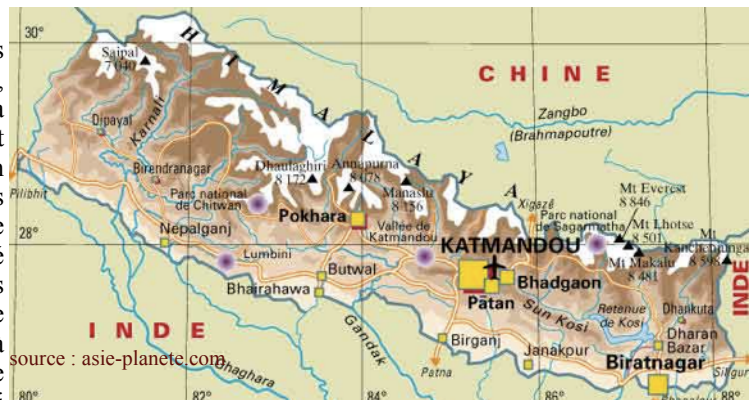 30°
HIMALAYA
Saipal
7 040
CHINE
Zangbo
(Brahmapoutre)
Dipayal
Karnali
Birendranagar
Pilibhit
Parc national
de Chitwan
Dhaulaghiri
8 172
Annapurna
8 078
Manaslu
8 156
Xigazê
Mt Everest
8 846
Parc national
de Sagarmatha
Mt Lhotse
8 501
Mt
Kanchenjunga
8 598
Mt Makalu
8 481
Pokhara
Vallée de
Katmandou
28°
Nepalganj
KATMANDOU
Lumbini
Butwal
Bhairahawa
Bhadgaon
Patan
Sun Kosi
Retenue
de Kosi
Dhankuta
INDE
INDE
Gandak
Birganj
Janakpur
Dharan
Bazar
Biratnagar
source : asie-planete.com
Ghaghara
Patna
80°
82°
84°
86°
88°